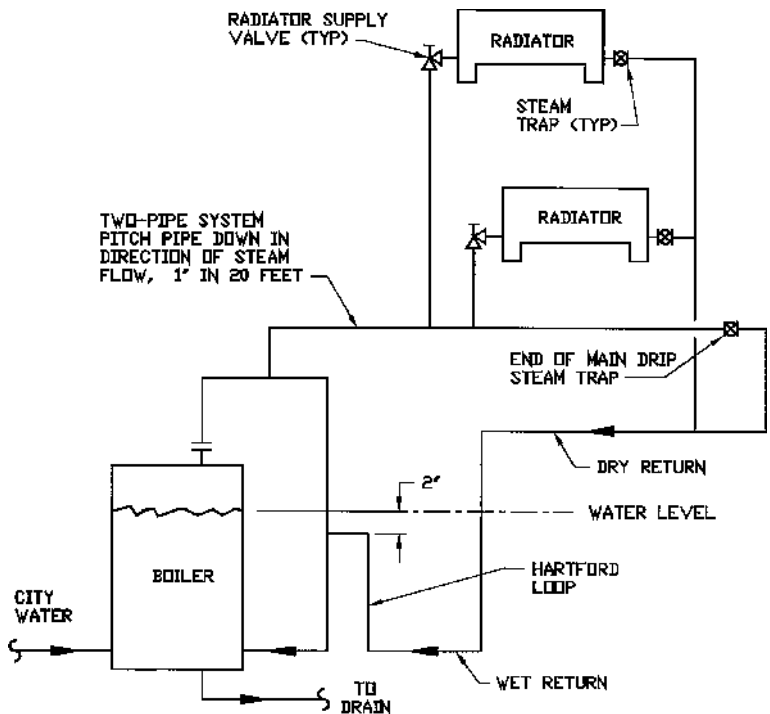 RADIATOR SUPPLY
VALVE (TYP)
RADIATOR
STEAM
TRAP (TYP)
RADIATOR
TWO-PIPE SYSTEM
PITCH PIPE DOWN IN
DIRECTION OF STEAM
FLOW, 1" IN 20 FEET
END OF MAIN DRIP
STEAM TRAP
DRY RETURN
2"
WATER LEVEL
BOILER
HARTFORD
LOOP
CITY
WATER
WET RETURN
TO
DRAIN